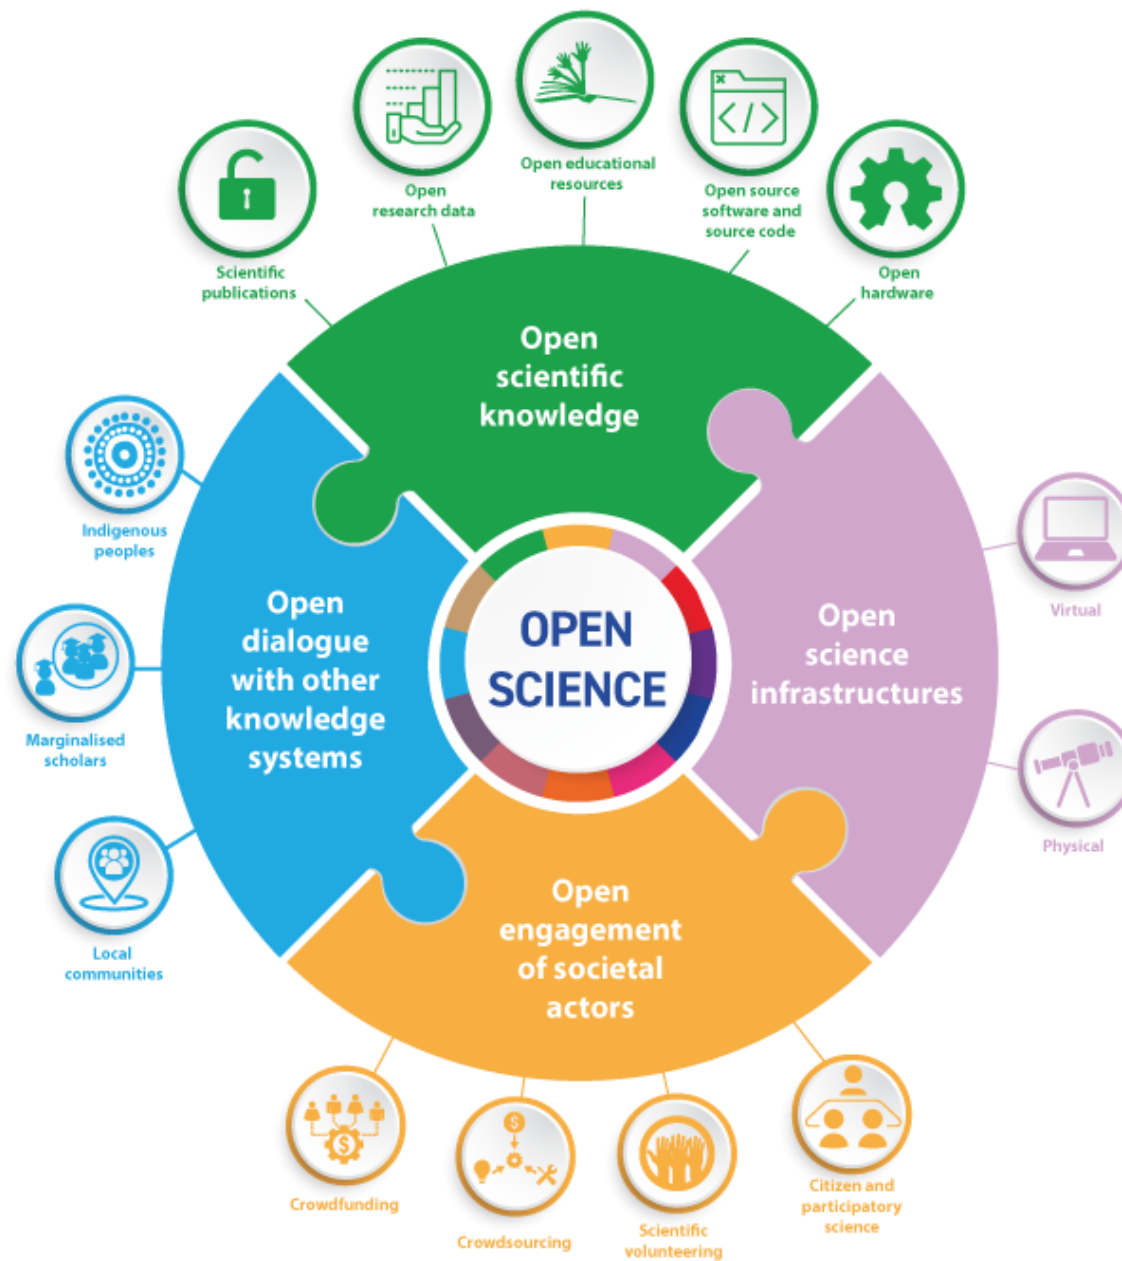 Open educational
resources
Open
research data
Open source
software and
source code
Scientific
publications
Open
hardware
Open
scientific
knowledge
Indigenous
peoples
Marginalised
scholars
Local
communities
Open
dialogue
with other
knowledge
systems
OPEN
SCIENCE
Open
science
infrastructures
Virtual
Physical
Open
engagement
of societal
actors
Crowdfunding
Crowdsourcing
Scientific
volunteering
Citizen and
participatory
science